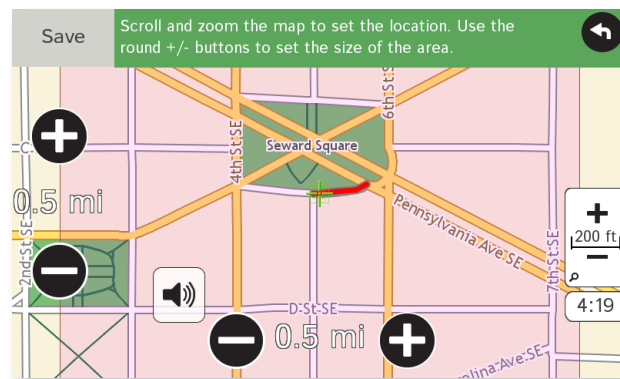 Save
Scroll and zoom the map to set the location. Use the
round +/- buttons to set the size of the area.
6th St S
C
4th St SE
Seward Square
0.5 mi
Pennsylvania Ave SE
2nd St SE
7th St SE
+
200 ft
−
4:19
D St SE
0.5 mi
olina Ave SE